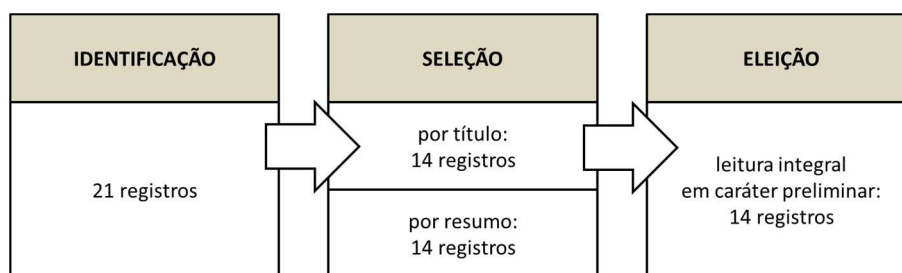 IDENTIFICAÇÃO
21 registros
SELEÇÃO
por título:
14 registros
por resumo:
14 registros
ELEIÇÃO
leitura integral
em caráter preliminar:
14 registros